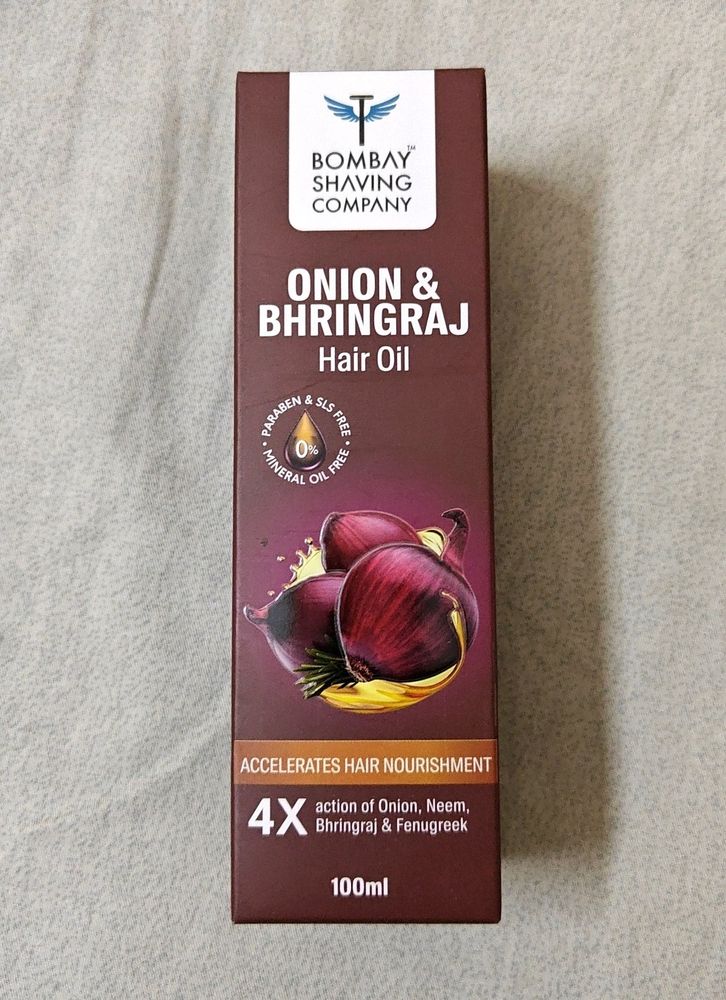 BOMBAY™
SHAVING
COMPANY
ONION &
BHRINGRAJ
Hair Oil
• PARABEN & SLS FREE •
0%
MINERAL OIL FREE
ACCELERATES HAIR NOURISHMENT
4X
action of Onion, Neem,
Bhringraj & Fenugreek
100ml